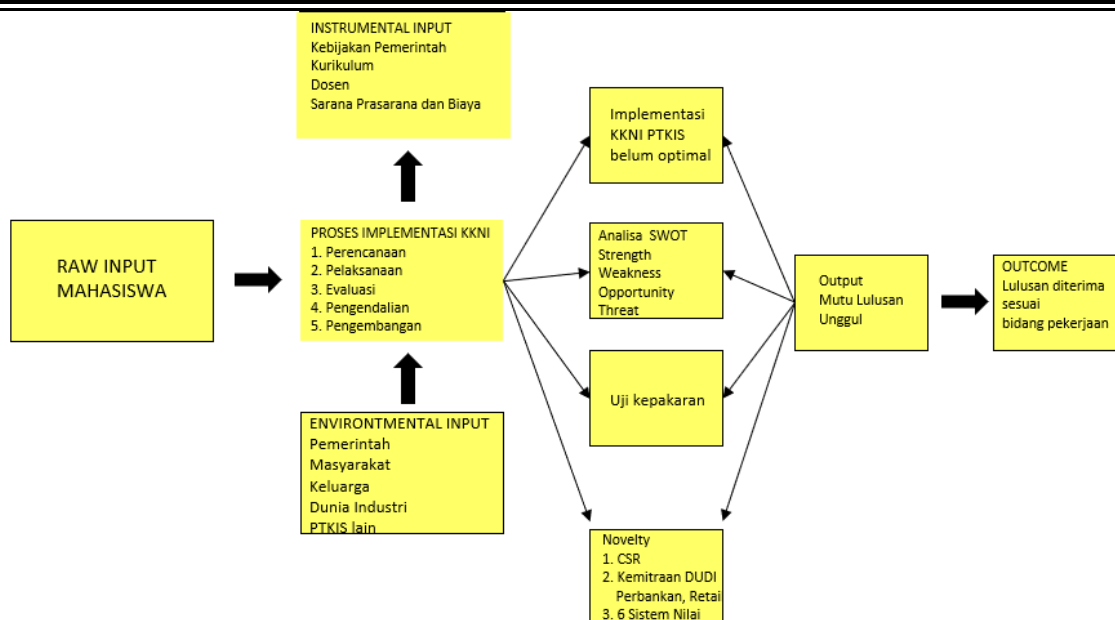 INSTRUMENTAL INPUT
Kebijakan Pemerintah
Kurikulum
Dosen
Sarana Prasarana dan Biaya
RAW INPUT
MAHASISWA
PROSES IMPLEMENTASI KKNI
1. Perencanaan
2. Pelaksanaan
3. Evaluasi
4. Pengendalian
5. Pengembangan
ENVIRONTMENTAL INPUT
Pemerintah
Masyarakat
Keluarga
Dunia Industri
PTKIS lain
Implementasi
KKNI PTKIS
belum optimal
Analisa SWOT
Strength
Weakness
Opportunity
Threat
Uji kepakaran
Novelty
1. CSR
2. Kemitraan DUDI
Perbankan, Retail
3. 6 Sistem Nilai
Output
Mutu Lulusan
Unggul
OUTCOME
Lulusan diterima
sesuai
bidang pekerjaan